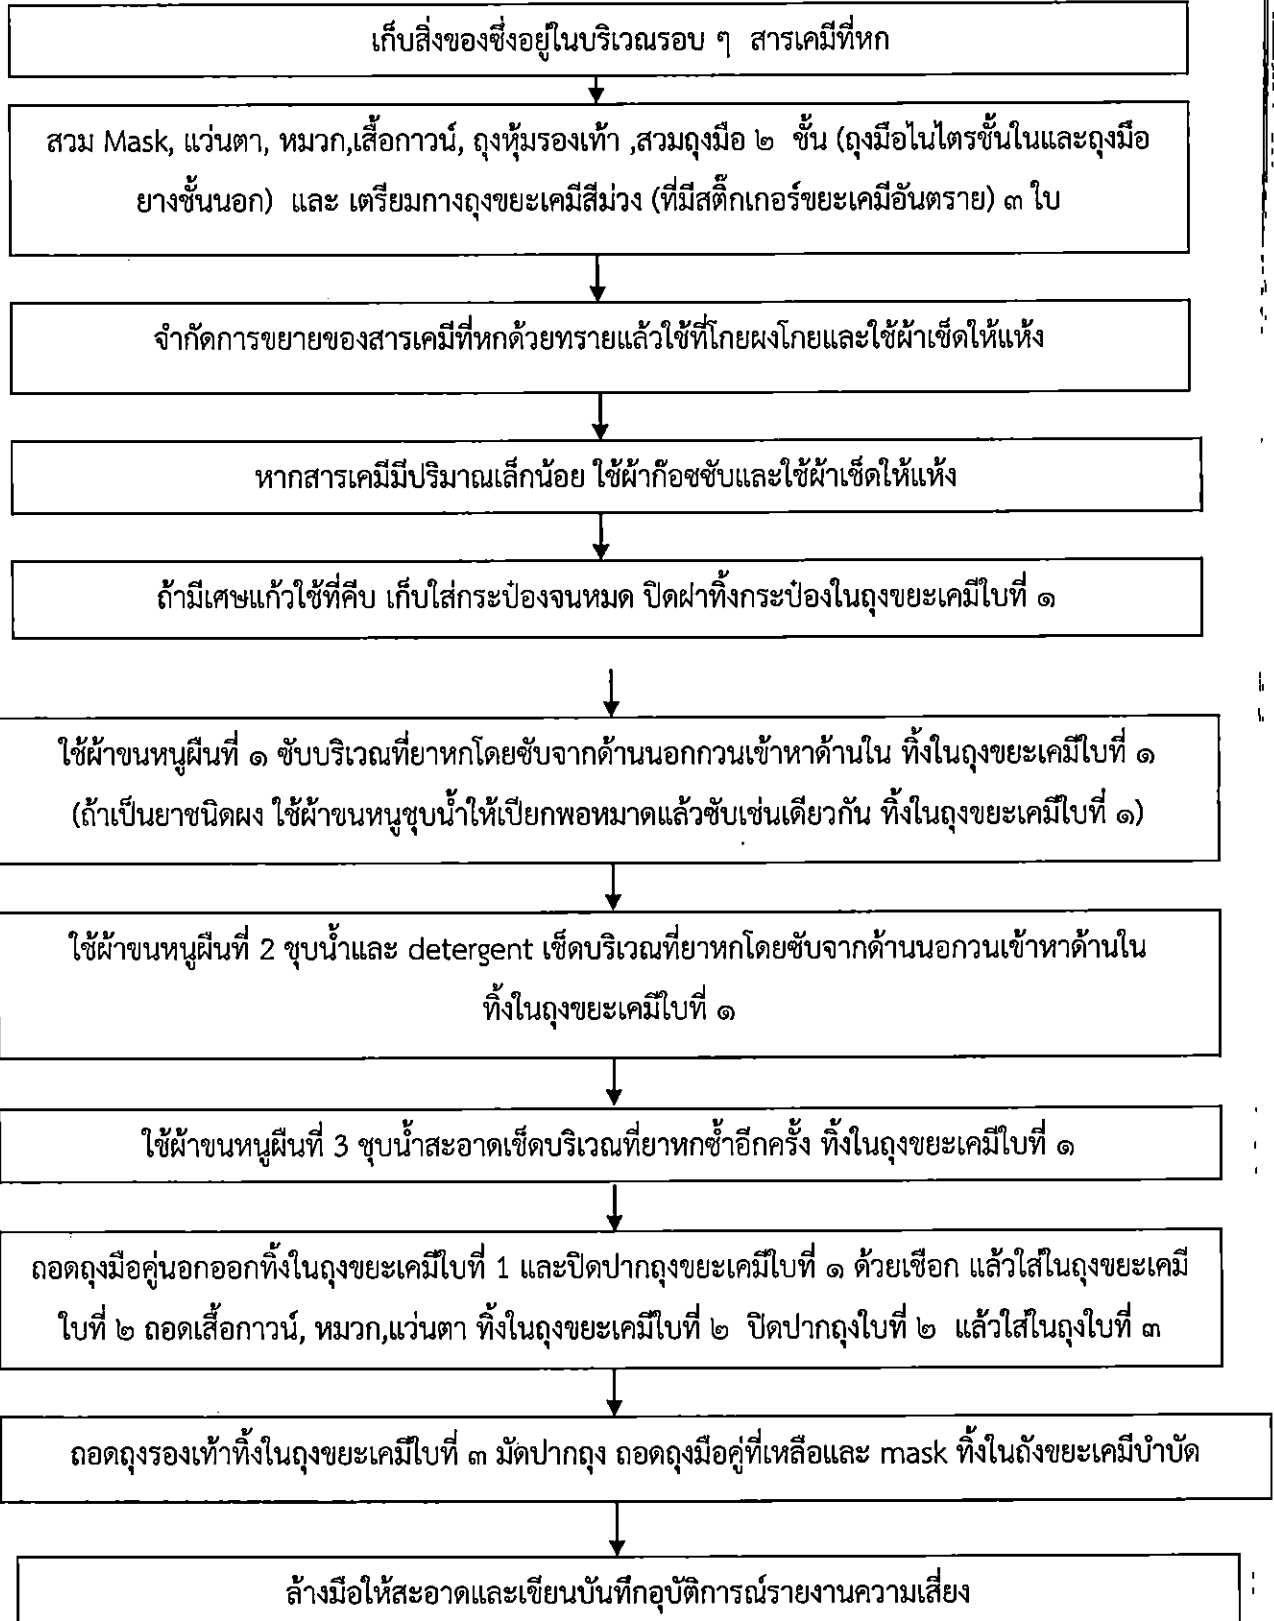 เก็บสิ่งของซึ่งอยู่ในบริเวณรอบ ๆ สารเคมีที่หก
สวม Mask, แว่นตา, หมวก,เสื้อกาวน์, ถุงหุ้มรองเท้า ,สวมถุงมือ ๒ ชั้น (ถุงมือไนไตรชั้นในและถุงมือ
ยางชั้นนอก) และ เตรียมกางถุงขยะเคมีสีม่วง (ที่มีสติ๊กเกอร์ขยะเคมีอันตราย) ๓ ใบ
จำกัดการขยายของสารเคมีที่หกด้วยทรายแล้วใช้ที่โกยผงโกยและใช้ผ้าเช็ดให้แห้ง
หากสารเคมีมีปริมาณเล็กน้อย ใช้ผ้าก๊อซซับและใช้ผ้าเช็ดให้แห้ง
ถ้ามีเศษแก้วใช้ที่คีบ เก็บใส่กระป๋องจนหมด ปิดฝาทิ้งกระป๋องในถุงขยะเคมีใบที่ ๑
ใช้ผ้าขนหนูผืนที่ ๑ ซับบริเวณที่ยาหกโดยซับจากด้านนอกกวนเข้าหาด้านใน ทิ้งในถุงขยะเคมีใบที่ ๑
(ถ้าเป็นยาชนิดผง ใช้ผ้าขนหนูชุบน้ำให้เปียกพอหมาดแล้วซับเช่นเดียวกัน ทิ้งในถุงขยะเคมีใบที่ ๑)
ใช้ผ้าขนหนูผืนที่ 2 ชุบน้ำและ detergent เช็ดบริเวณที่ยาหกโดยซับจากด้านนอกวนเข้าหาด้านใน
ทิ้งในถุงขยะเคมีใบที่ ๑
ใช้ผ้าขนหนูผืนที่ 3 ชุบน้ำสะอาดเช็ดบริเวณที่ยาหกซ้ำอีกครั้ง ทิ้งในถุงขยะเคมีใบที่ ๑
ถอดถุงมือคู่นอกออกทิ้งในถุงขยะเคมีใบที่ 1 และปิดปากถุงขยะเคมีใบที่ ๑ ด้วยเชือก แล้วใส่ในถุงขยะเคมี
ใบที่ ๒ ถอดเสื้อกาวน์, หมวก,แว่นตา ทิ้งในถุงขยะเคมีใบที่ ๒ ปิดปากถุงใบที่ ๒ แล้วใส่ในถุงใบที่ ๓
ถอดถุงรองเท้าทิ้งในถุงขยะเคมีใบที่ ๓ มัดปากถุง ถอดถุงมือคู่ที่เหลือและ mask ทิ้งในถังขยะเคมีบำบัด
ล้างมือให้สะอาดและเขียนบันทึกอุบัติการณ์รายงานความเสี่ยง